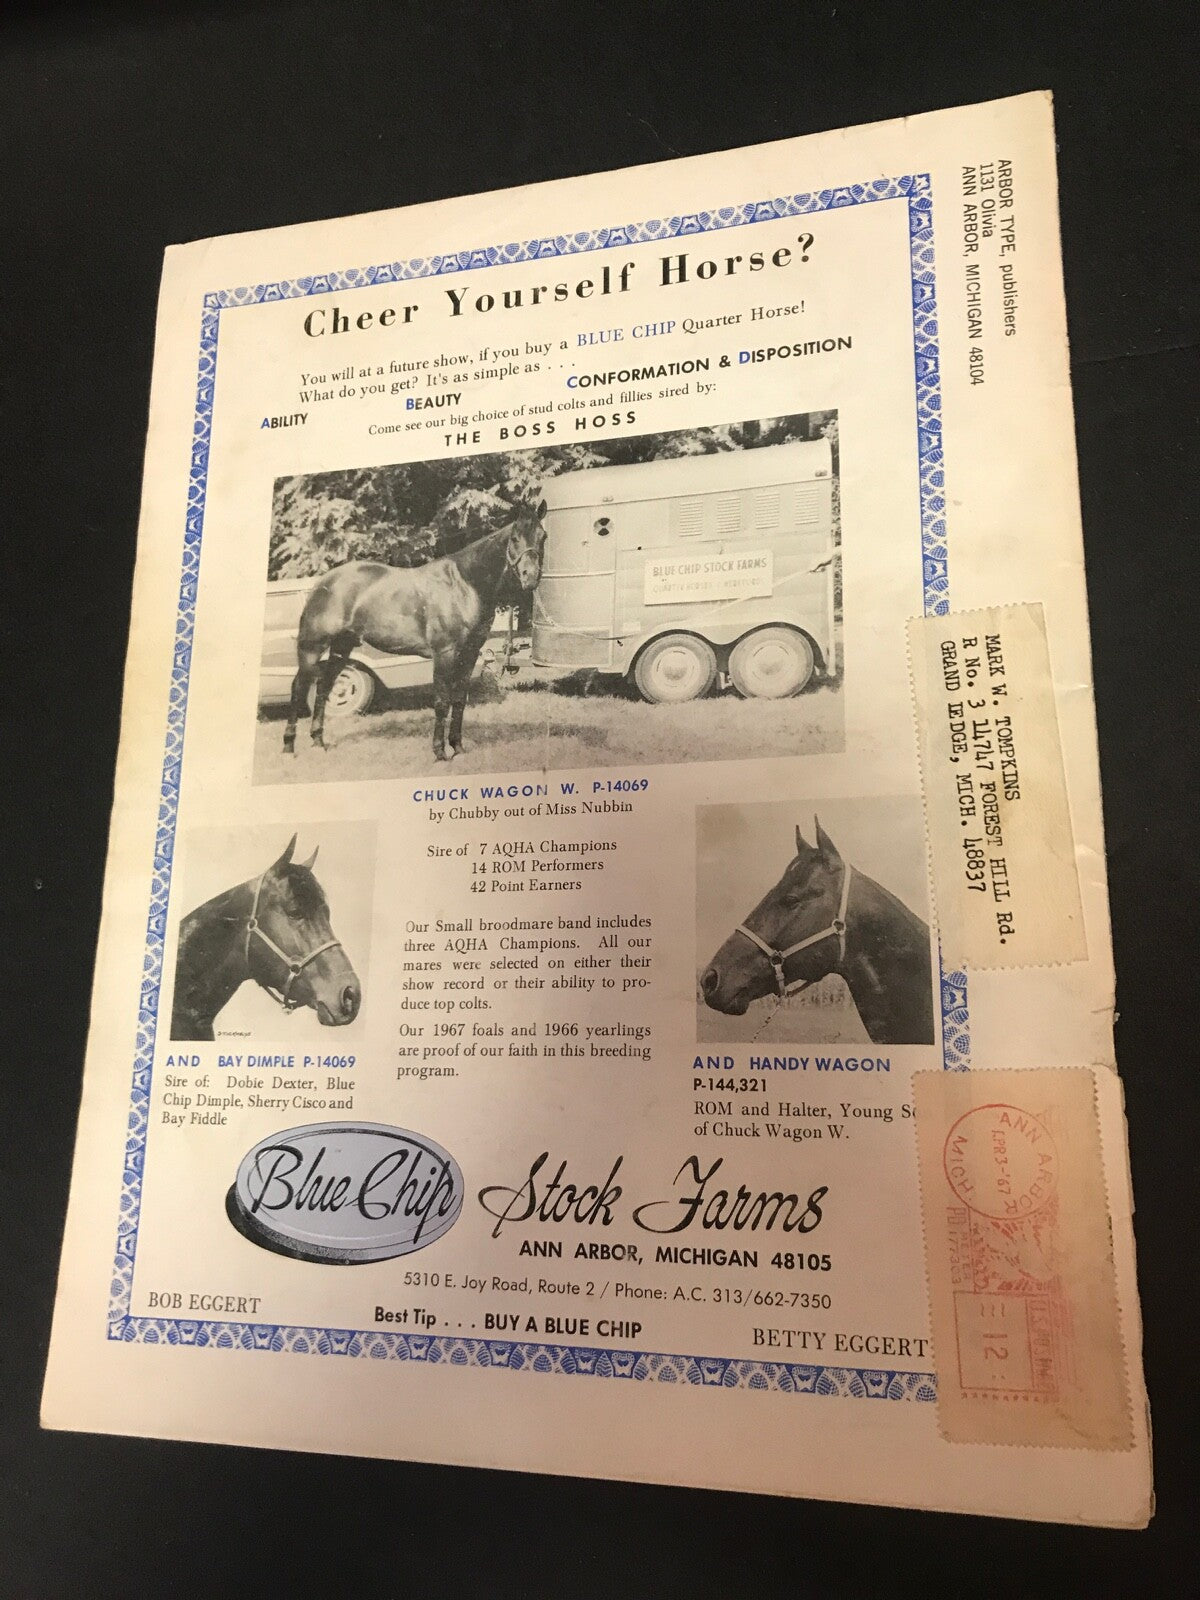 Cheer Yourself Horse?
You will at a future show, if you buy a BLUE CHIP Quarter Horse!
What do you get? It's as simple as . . .
ABILITY BEAUTY CONFORMATION & DISPOSITION
Come see our big choice of stud colts and fillies sired by:
THE BOSS HOSS
BLUE CHIP STOCK FARMS
QUARTER HORSES HEREFORDS
CHUCK WAGON W. P-14069
by Chubby out of Miss Nubbin
Sire of 7 AQHA Champions
14 ROM Performers
42 Point Earners
Our Small broodmare band includes
three AQHA Champions. All our
mares were selected on either their
show record or their ability to pro-
duce top colts.
Our 1967 foals and 1966 yearlings
are proof of our faith in this breeding
program.
AND BAY DIMPLE P-14069
Sire of: Dobie Dexter, Blue
Chip Dimple, Sherry Cisco and
Bay Fiddle
AND HANDY WAGON
P-144,321
ROM and Halter, Young S
of Chuck Wagon W.
Blue Chip Stock Farms
ANN ARBOR, MICHIGAN 48105
5310 E. Joy Road, Route 2 / Phone: A.C. 313/662-7350
BOB EGGERT
Best Tip . . . BUY A BLUE CHIP
BETTY EGGERT
ARBOR TYPE, publishers
1131 Olivia
ANN ARBOR, MICHIGAN 48104
MARK W. TOMPKINS
R No. 3 14747 FOREST HILL Rd.
GRAND LEDGE, MICH. 48837
ANN ARBOR
MICH
APR3-'67
12